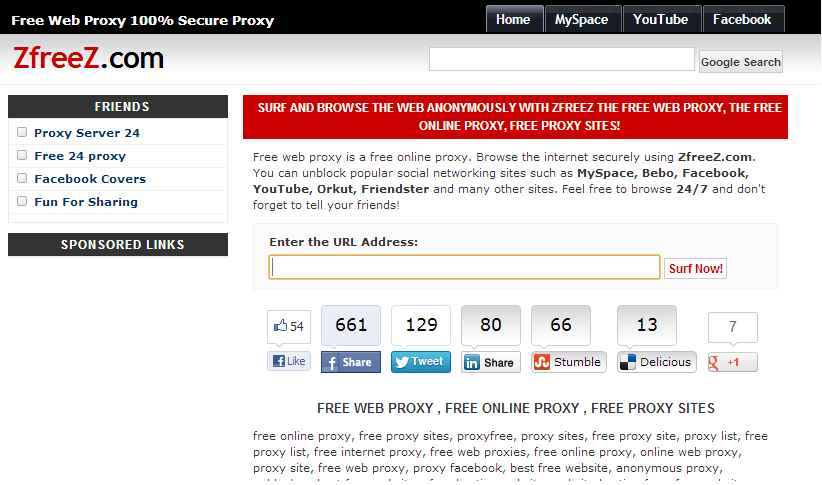 Free Web Proxy 100% Secure Proxy
Home MySpace YouTube Facebook
ZfreeZ.com
Google Search
FRIENDS
Proxy Server 24
Free 24 proxy
Facebook Covers
Fun For Sharing
SPONSORED LINKS
SURF AND BROWSE THE WEB ANONYMOUSLY WITH ZFREEZ THE FREE WEB PROXY, THE FREE
ONLINE PROXY, FREE PROXY SITES!
Free web proxy is a free online proxy. Browse the internet securely using ZfreeZ.com.
You can unblock popular social networking sites such as MySpace, Bebo, Facebook,
YouTube, Orkut, Friendster and many other sites. Feel free to browse 24/7 and don't
forget to tell your friends!
Enter the URL Address:
Surf Now!
54 661 129 80 66 13 7
Like Share Tweet Share Stumble Delicious +1
FREE WEB PROXY , FREE ONLINE PROXY , FREE PROXY SITES
free online proxy, free proxy sites, proxyfree, proxy sites, free proxy site, proxy list, free
proxy list, free internet proxy, free web proxies, free online proxy, online web proxy,
proxy site, free web proxy, proxy facebook, best free website, anonymous proxy,